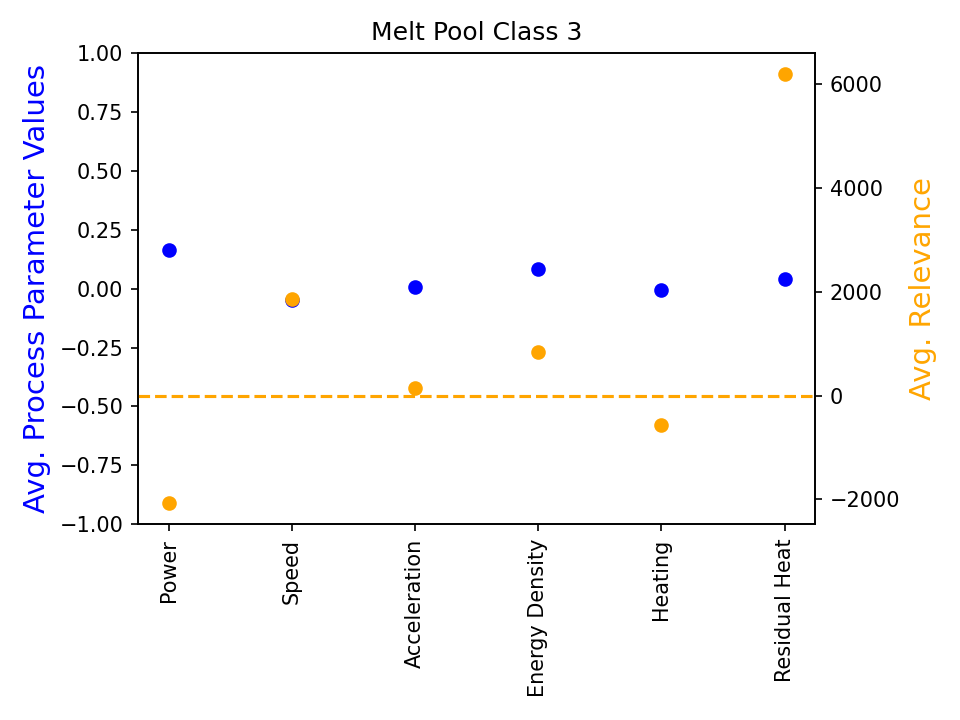 Melt Pool Class 3
Avg. Process Parameter Values
1.00
0.75
0.50
0.25
0.00
−0.25
−0.50
−0.75
−1.00
6000
4000
2000
0
−2000
Avg. Relevance
Power
Speed
Acceleration
Energy Density
Heating
Residual Heat